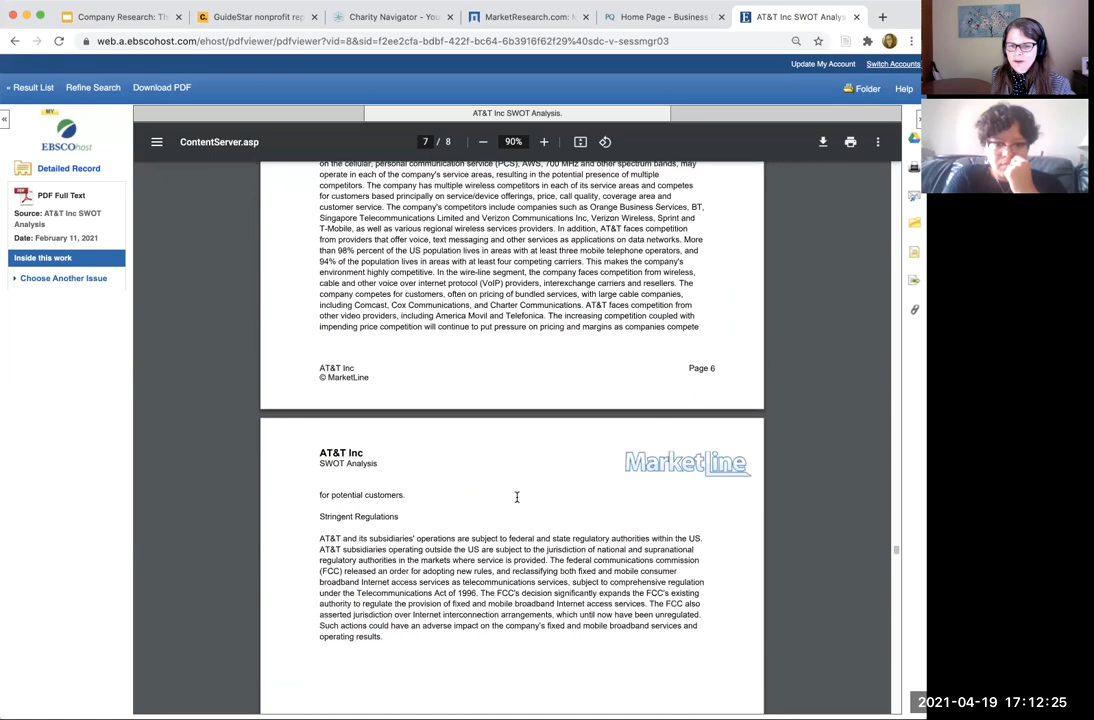 Company Research: Th
GuideStar nonprofit rep
Charity Navigator - You
MarketResearch.com: M
Home Page - Business
AT&T Inc SWOT Analys
web.a.ebscohost.com/ehost/pdfviewer/pdfviewer?vid=8&sid=f2ee2cfa-bdbf-422f-bc64-6b3916f62f29%40sdc-v-sessmgr03
Update My Account
Switch Accounts
« Result List
Refine Search
Download PDF
Folder
Help
AT&T Inc SWOT Analysis.
MY
EBSCOhost
Detailed Record
PDF Full Text
Source: AT&T Inc SWOT
Analysis
Date: February 11, 2021
Inside this work
Choose Another Issue
ContentServer.asp
7 / 8
90%
on the cellular, personal communication service (PCS), AWS, 700 MHz and other spectrum bands, may
operate in each of the company's service areas, resulting in the potential presence of multiple
competitors. The company has multiple wireless competitors in each of its service areas and competes
for customers based principally on service/device offerings, price, call quality, coverage area and
customer service. The company's competitors include companies such as Orange Business Services, BT,
Singapore Telecommunications Limited and Verizon Communications Inc, Verizon Wireless, Sprint and
T-Mobile, as well as various regional wireless services providers. In addition, AT&T faces competition
from providers that offer voice, text messaging and other services as applications on data networks. More
than 98% percent of the US population lives in areas with at least three mobile telephone operators, and
94% of the population lives in areas with at least four competing carriers. This makes the company's
environment highly competitive. In the wire-line segment, the company faces competition from wireless,
cable and other voice over internet protocol (VoIP) providers, interexchange carriers and resellers. The
company competes for customers, often on pricing of bundled services, with large cable companies,
including Comcast, Cox Communications, and Charter Communications. AT&T faces competition from
other video providers, including America Movil and Telefonica. The increasing competition coupled with
impending price competition will continue to put pressure on pricing and margins as companies compete
AT&T Inc
© MarketLine
Page 6
AT&T Inc
SWOT Analysis
MarketLine
for potential customers.
Stringent Regulations
AT&T and its subsidiaries' operations are subject to federal and state regulatory authorities within the US.
AT&T subsidiaries operating outside the US are subject to the jurisdiction of national and supranational
regulatory authorities in the markets where service is provided. The federal communications commission
(FCC) released an order for adopting new rules, and reclassifying both fixed and mobile consumer
broadband Internet access services as telecommunications services, subject to comprehensive regulation
under the Telecommunications Act of 1996. The FCC's decision significantly expands the FCC's existing
authority to regulate the provision of fixed and mobile broadband Internet access services. The FCC also
asserted jurisdiction over Internet interconnection arrangements, which until now have been unregulated.
Such actions could have an adverse impact on the company's fixed and mobile broadband services and
operating results.
2021-04-19 17:12:25